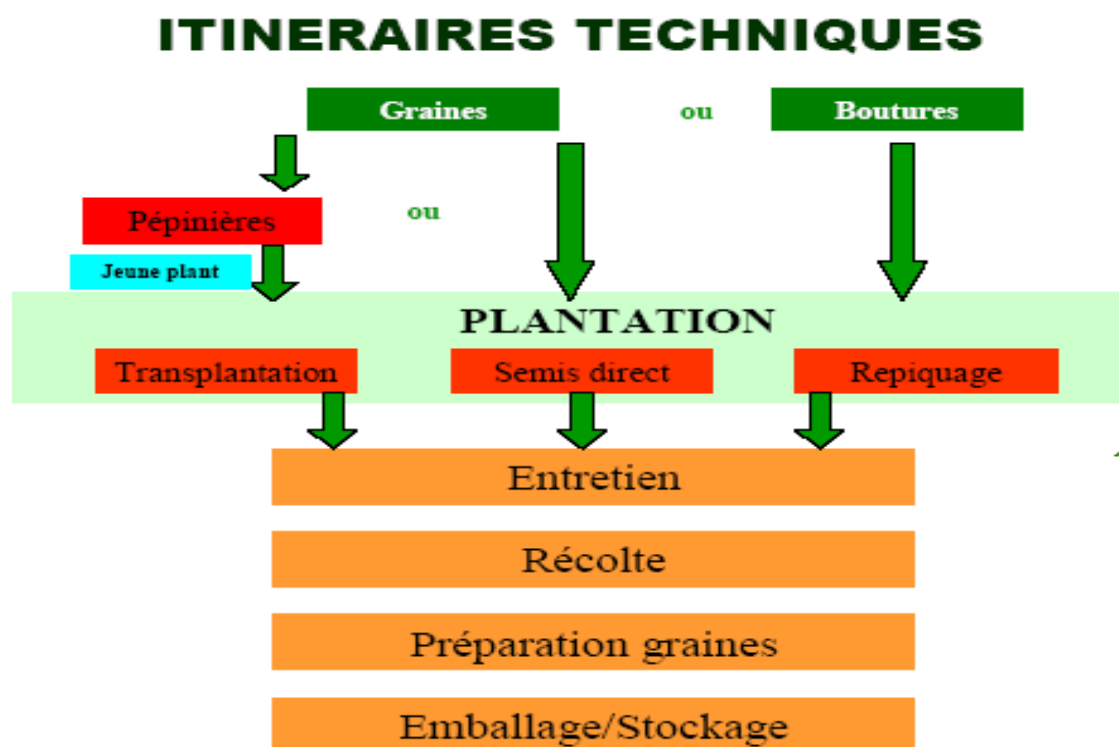 ITINERAIRES TECHNIQUES
Graines ou Boutures
Pépinières ou
Jeune plant
PLANTATION
Transplantation Semis direct Repiquage
Entretien
Récolte
Préparation graines
Emballage/Stockage